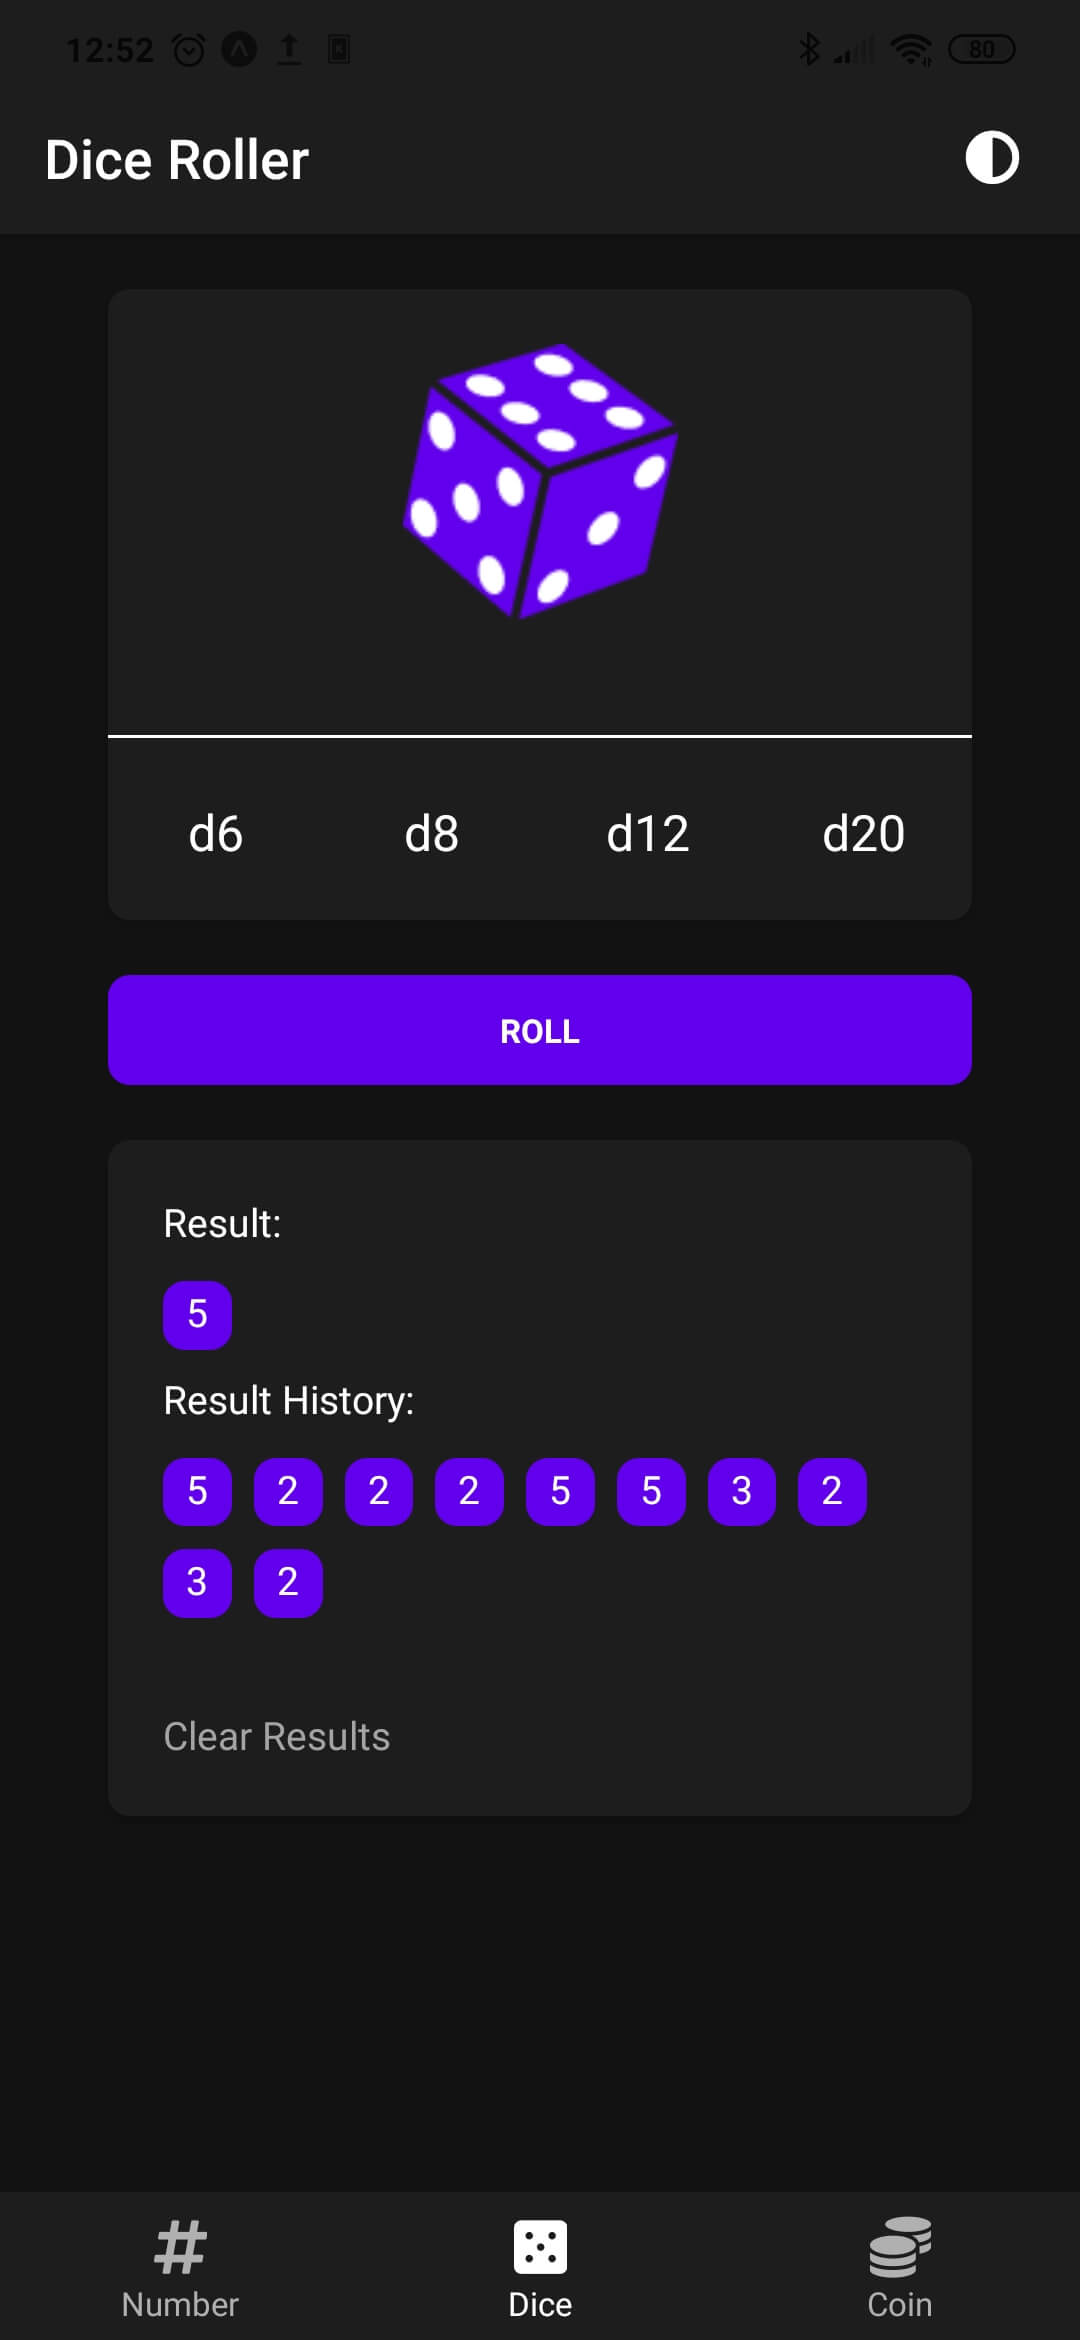 12:52 80
Dice Roller
d6 d8 d12 d20
ROLL
Result:
5
Result History:
5 2 2 2 5 5 3 2
3 2
Clear Results
Number Dice Coin